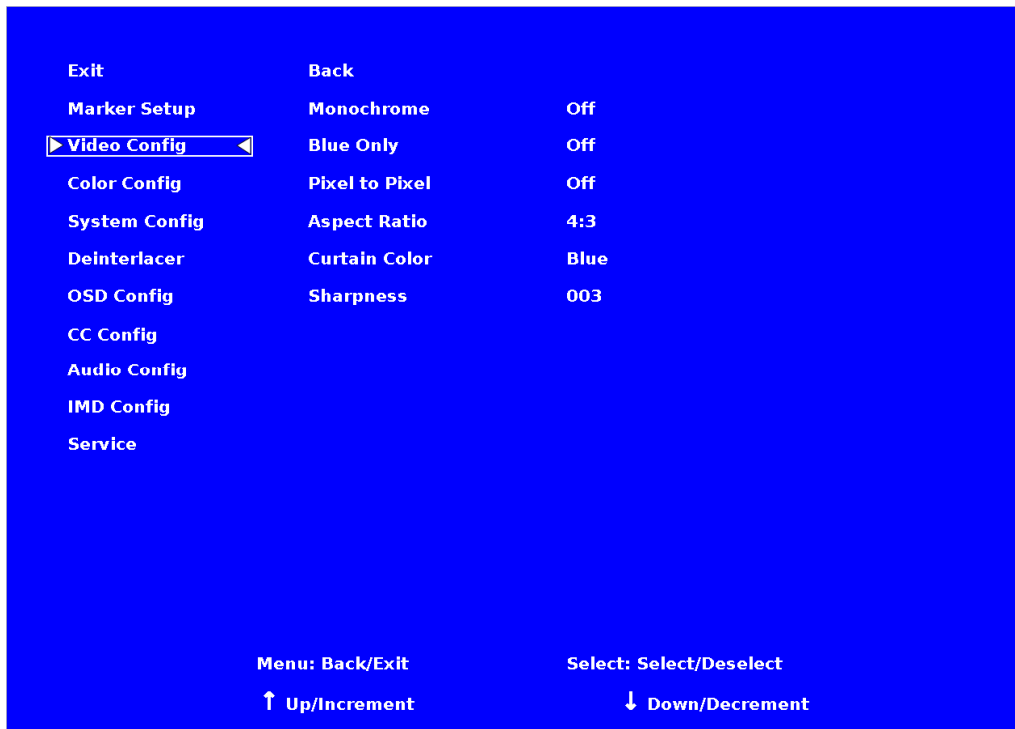 Exit Back
Marker Setup Monochrome Off
Video Config Blue Only Off
Color Config Pixel to Pixel Off
System Config Aspect Ratio 4:3
Deinterlacer Curtain Color Blue
OSD Config Sharpness 003
CC Config
Audio Config
IMD Config
Service
Menu: Back/Exit Select: Select/Deselect
↑ Up/Increment ↓ Down/Decrement